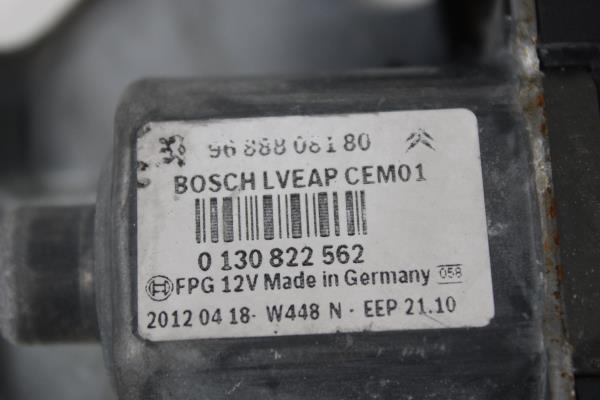 96 888 081 80
BOSCH LVEAP CEM01
0 130 822 562
FPG 12V Made in Germany 058
2012 04 18- W448 N - EEP 21.10